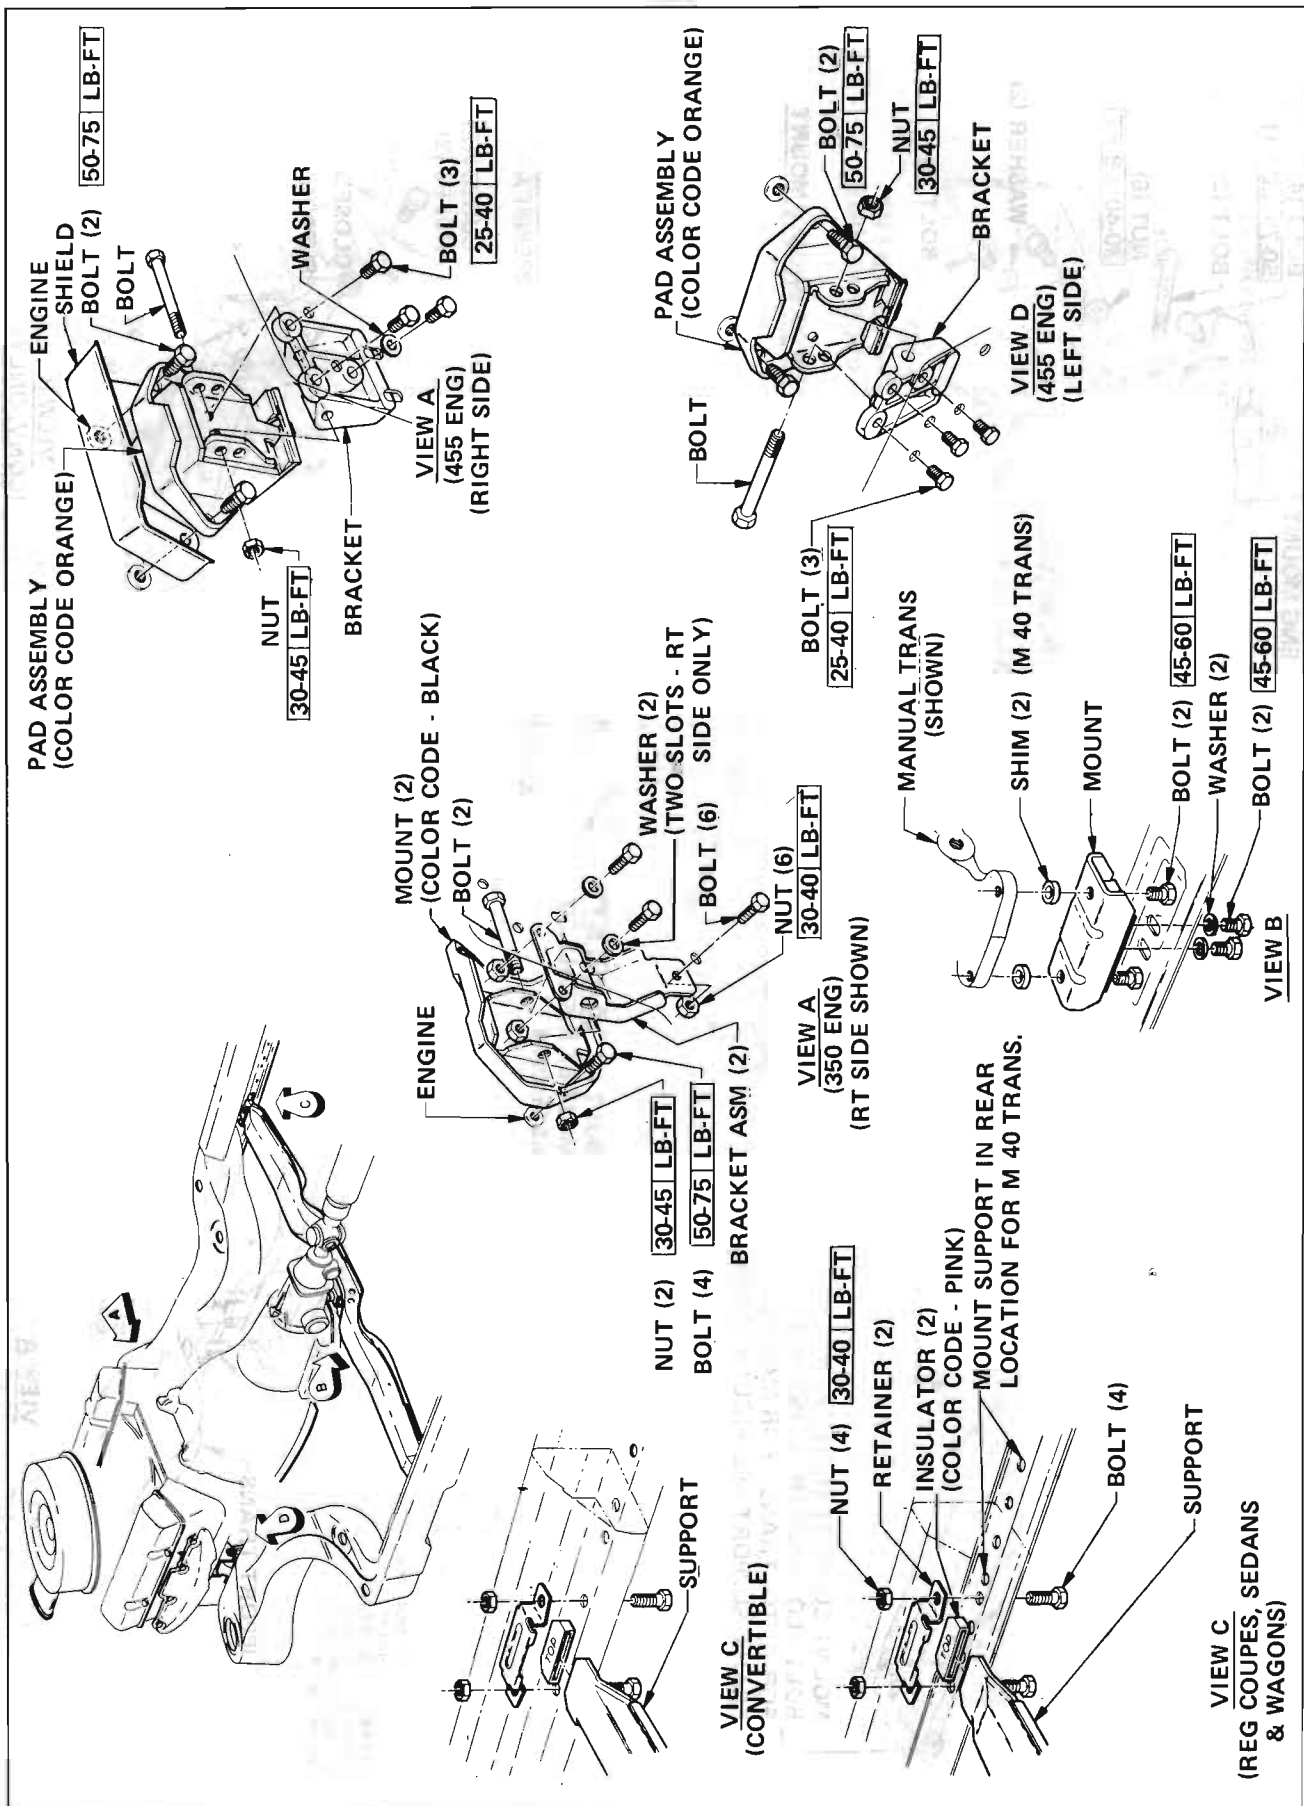 PAD ASSEMBLY
(COLOR CODE ORANGE)
ENGINE
SHIELD
BOLT (2) 50-75 LB-FT
BOLT
NUT
30-45 LB-FT
BRACKET
WASHER
BOLT (3)
25-40 LB-FT
VIEW A
(455 ENG)
(RIGHT SIDE)
A
B
C
D
ENGINE
MOUNT (2)
(COLOR CODE - BLACK)
BOLT (2)
WASHER (2)
(TWO SLOTS - RT
SIDE ONLY)
BOLT (6)
NUT (6)
30-40 LB-FT
NUT (2) 30-45 LB-FT
BOLT (4) 50-75 LB-FT
BRACKET ASM (2)
VIEW A
(350 ENG)
(RT SIDE SHOWN)
PAD ASSEMBLY
(COLOR CODE ORANGE)
BOLT (2)
50-75 LB-FT
NUT
30-45 LB-FT
BRACKET
BOLT
BOLT (3)
25-40 LB-FT
VIEW D
(455 ENG)
(LEFT SIDE)
TOP
SUPPORT
VIEW C
(CONVERTIBLE)
NUT (4) 30-40 LB-FT
RETAINER (2)
INSULATOR (2)
(COLOR CODE - PINK)
MOUNT SUPPORT IN REAR
LOCATION FOR M 40 TRANS.
TOP
BOLT (4)
SUPPORT
VIEW C
(REG COUPES, SEDANS
& WAGONS)
MANUAL TRANS
(SHOWN)
SHIM (2) (M 40 TRANS)
MOUNT
BOLT (2) 45-60 LB-FT
WASHER (2)
BOLT (2) 45-60 LB-FT
VIEW B